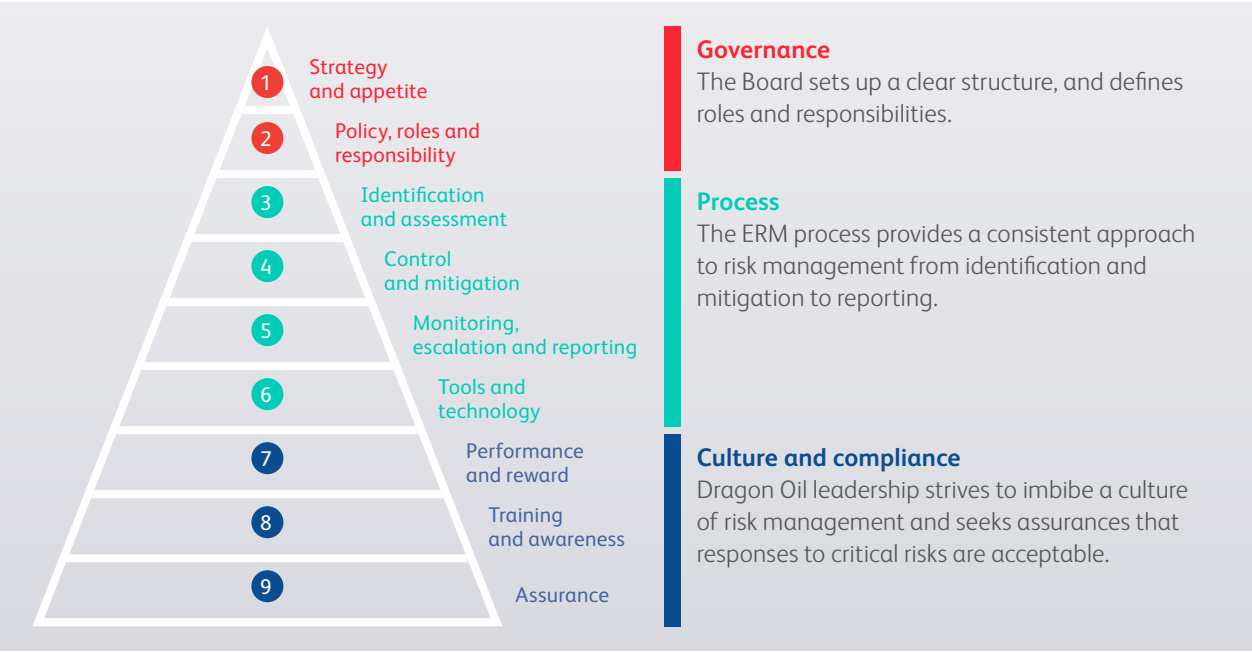 1
Strategy
and appetite
2
Policy, roles and
responsibility
3
Identification
and assessment
4
Control
and mitigation
5
Monitoring,
escalation and reporting
6
Tools and
technology
7
Performance
and reward
8
Training
and awareness
9
Assurance
Governance
The Board sets up a clear structure, and defines
roles and responsibilities.
Process
The ERM process provides a consistent approach
to risk management from identification and
mitigation to reporting.
Culture and compliance
Dragon Oil leadership strives to imbibe a culture
of risk management and seeks assurances that
responses to critical risks are acceptable.